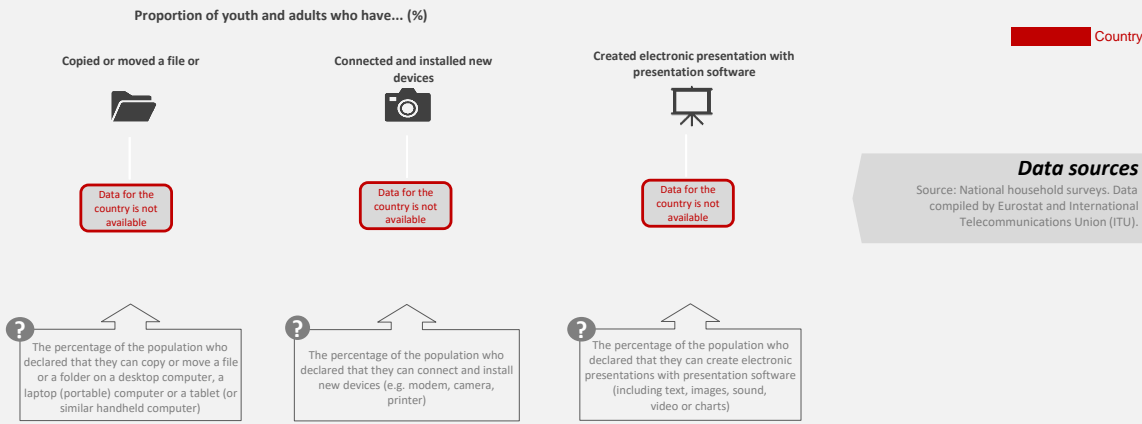 Proportion of youth and adults who have... (%)
Country
Copied or moved a file or
Connected and installed new
devices
Created electronic presentation with
presentation software
Data for the
country is not
available
Data for the
country is not
available
Data for the
country is not
available
Data sources
Source: National household surveys. Data
compiled by Eurostat and International
Telecommunications Union (ITU).
?
The percentage of the population who
declared that they can copy or move a file
or a folder on a desktop computer, a
laptop (portable) computer or a tablet (or
similar handheld computer)
?
The percentage of the population who
declared that they can connect and install
new devices (e.g. modem, camera,
printer)
?
The percentage of the population who
declared that they can create electronic
presentations with presentation software
(including text, images, sound,
video or charts)